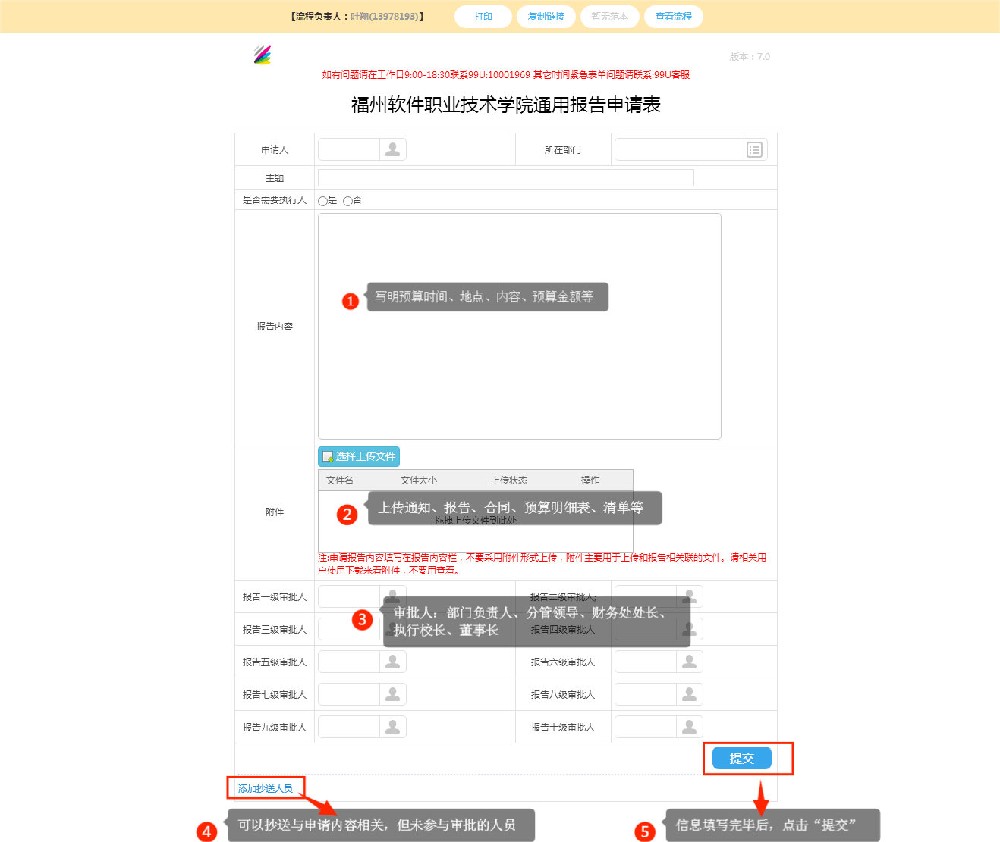 【流程负责人：叶翔(13978193)】 打印 复制链接 暂无范本 查看流程
版本：7.0
如有问题请在工作日9:00-18:30联系99U:10001969 其它时间紧急表单问题请联系:99U客服
福州软件职业技术学院通用报告申请表
申请人 所在部门
主题
是否需要执行人 是 否
报告内容
1 写明预算时间、地点、内容、预算金额等
附件
选择上传文件
文件名 文件大小 上传状态 操作
2 上传通知、报告、合同、预算明细表、清单等
拖拽上传文件到此处
注:申请报告内容填写在报告内容栏，不要采用附件形式上传，附件主要用于上传和报告相关联的文件。请相关用
户使用下载来看附件，不要用查看。
报告一级审批人 报告二级审批人:
3 审批人：部门负责人、分管领导、财务处处长、
执行校长、董事长
报告三级审批人 报告四级审批人
报告五级审批人 报告六级审批人
报告七级审批人 报告八级审批人
报告九级审批人 报告十级审批人
提交
添加抄送人员
4 可以抄送与申请内容相关，但未参与审批的人员
5 信息填写完毕后，点击“提交”